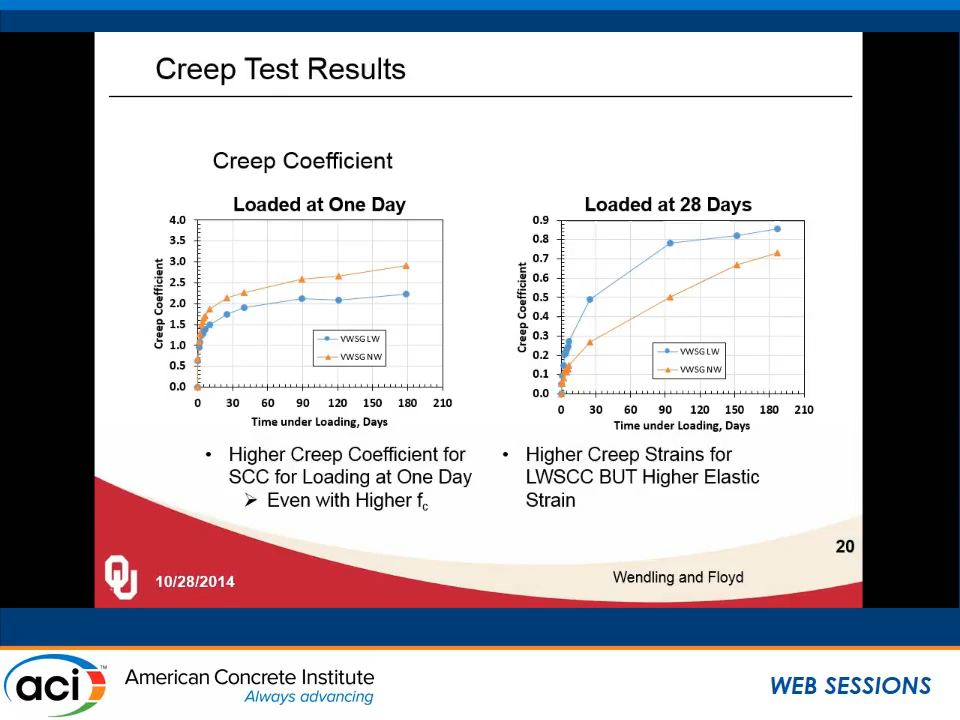 Creep Test Results
Creep Coefficient
Loaded at One Day
4.0
3.5
3.0
2.5
2.0
1.5
1.0
0.5
0.0
Creep Coefficient
VWSG LW
VWSG NW
0 30 60 90 120 150 180 210
Time under Loading, Days
Loaded at 28 Days
0.9
0.8
0.7
0.6
0.5
0.4
0.3
0.2
0.1
0.0
Creep Coefficient
VWSG LW
VWSG NW
0 30 60 90 120 150 180 210
Time under Loading, Days
• Higher Creep Coefficient for
SCC for Loading at One Day
➢ Even with Higher fc
• Higher Creep Strains for
LWSCC BUT Higher Elastic
Strain
20
OU
10/28/2014
Wendling and Floyd
aci™
American Concrete Institute
Always advancing
WEB SESSIONS